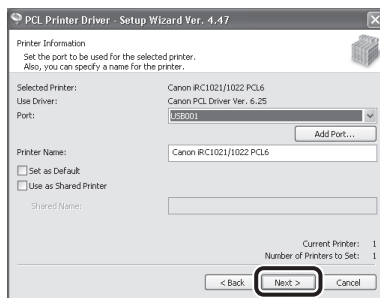 PCL Printer Driver - Setup Wizard Ver. 4.47
Printer Information
Set the port to be used for the selected printer.
Also, you can specify a name for the printer.
Selected Printer: Canon iRC1021/1022 PCL6
Use Driver: Canon PCL Driver Ver. 6.25
Port: USB001
Add Port...
Printer Name: Canon iRC1021/1022 PCL6
Set as Default
Use as Shared Printer
Shared Name:
Current Printer: 1
Number of Printers to Set: 1
< Back Next > Cancel